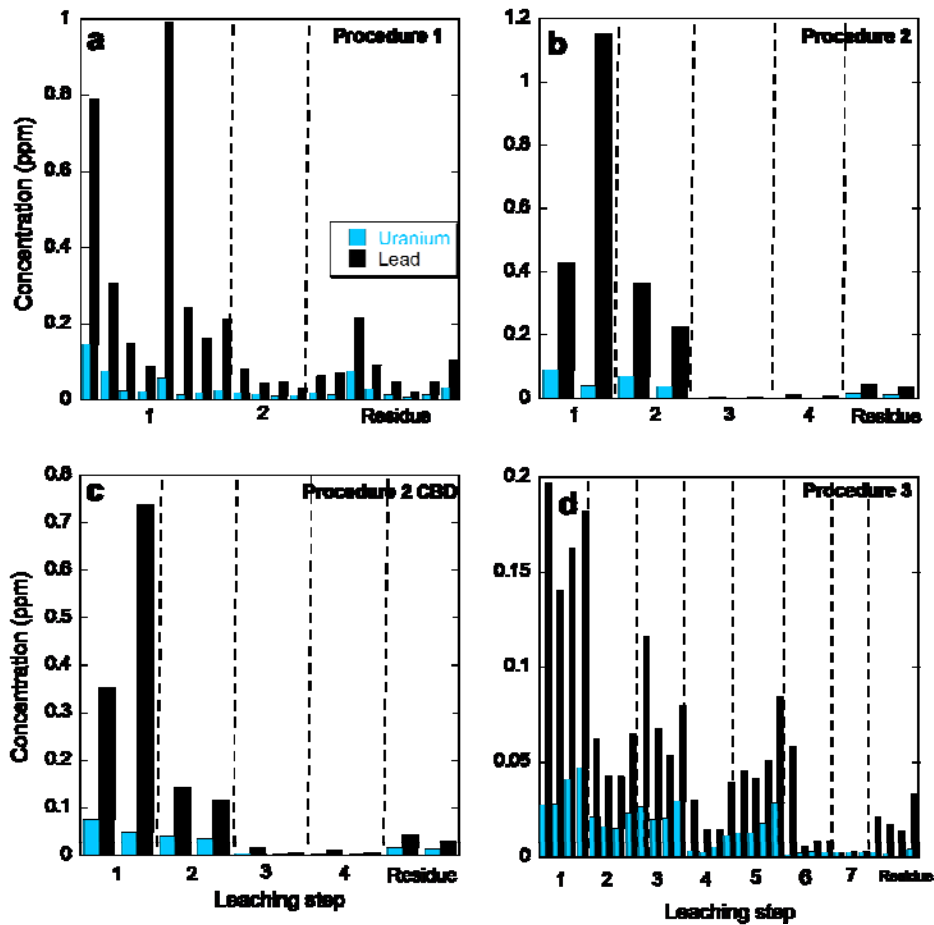 a
Procedure 1
1
0.8
0.6
0.4
0.2
0
Concentration (ppm)
Uranium
Lead
1
2
Residue
b
Procedure 2
1.2
1
0.8
0.6
0.4
0.2
0
1
2
3
4
Residue
c
Procedure 2 CBD
0.8
0.7
0.6
0.5
0.4
0.3
0.2
0.1
0
Concentration (ppm)
1
2
3
4
Residue
Leaching step
d
Procedure 3
0.2
0.15
0.1
0.05
0
1
2
3
4
5
6
7
Residue
Leaching step